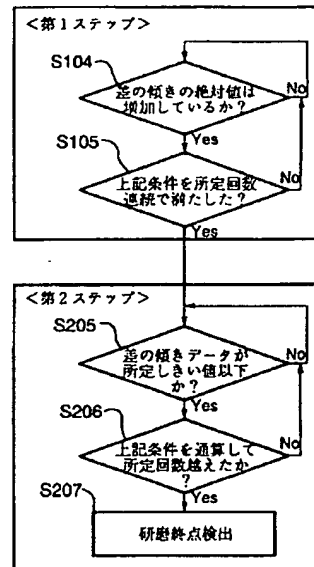 <第1ステップ>
S104
差の傾きの絶対値は
増加しているか?
No
Yes
S105
上記条件を所定回数
連続で満たした?
No
Yes
<第2ステップ>
S205
差の傾きデータが
所定しきい値以下
か?
No
Yes
S206
上記条件を通算して
所定回数越えたか
?
No
Yes
S207
研磨終点検出